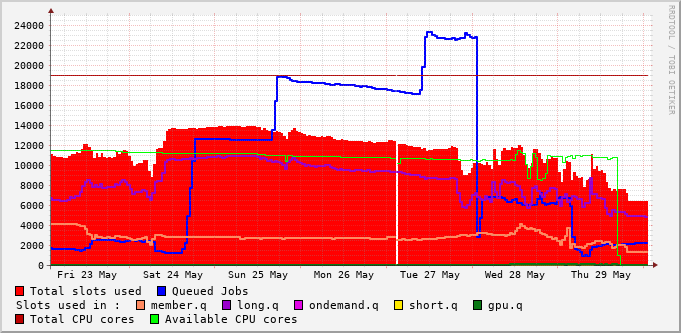 RRDTOOL / TOBI OETIKER
24000
22000
20000
18000
16000
14000
12000
10000
8000
6000
4000
2000
0
Fri 23 May Sat 24 May Sun 25 May Mon 26 May Tue 27 May Wed 28 May Thu 29 May
Total slots used Queued Jobs
Slots used in : member.q long.q ondemand.q short.q gpu.q
Total CPU cores Available CPU cores